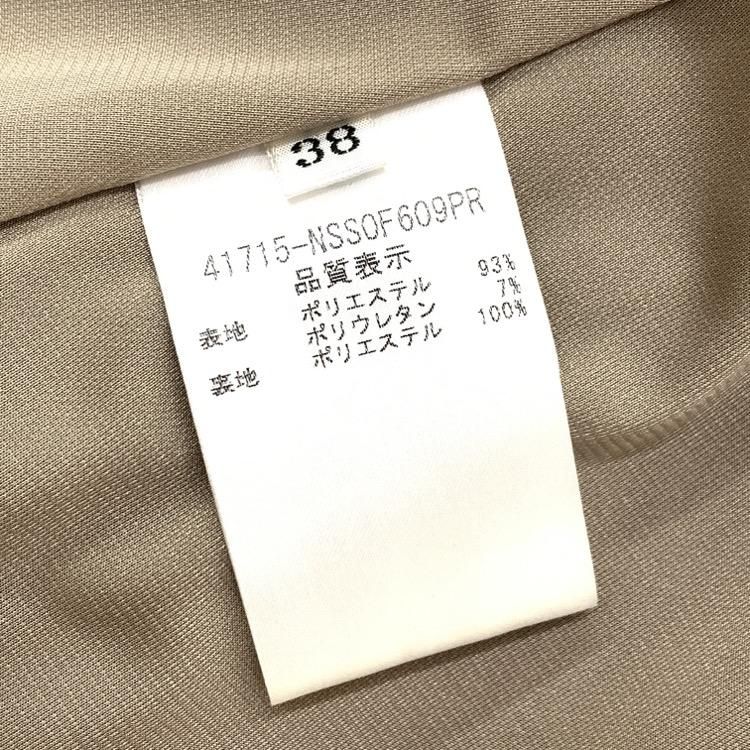 38
41715-NSSOF609PR
品質表示
表地 ポリエステル 93%
ポリウレタン 7%
裏地 ポリエステル 100%